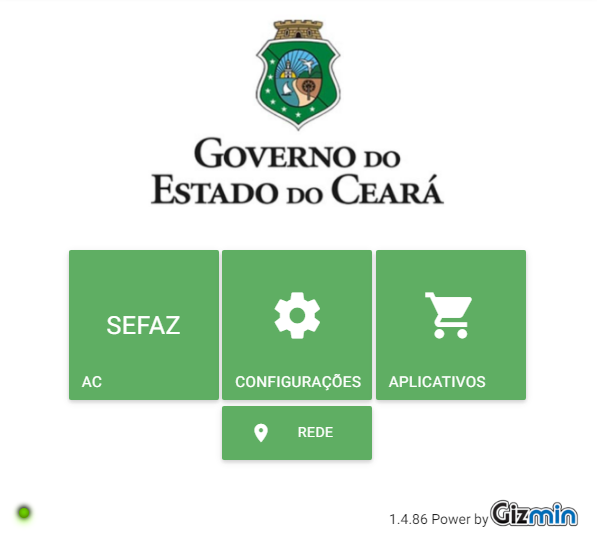 GOVERNO DO
ESTADO DO CEARÁ
SEFAZ
AC
CONFIGURAÇÕES
APLICATIVOS
REDE
1.4.86 Power by Gizmin